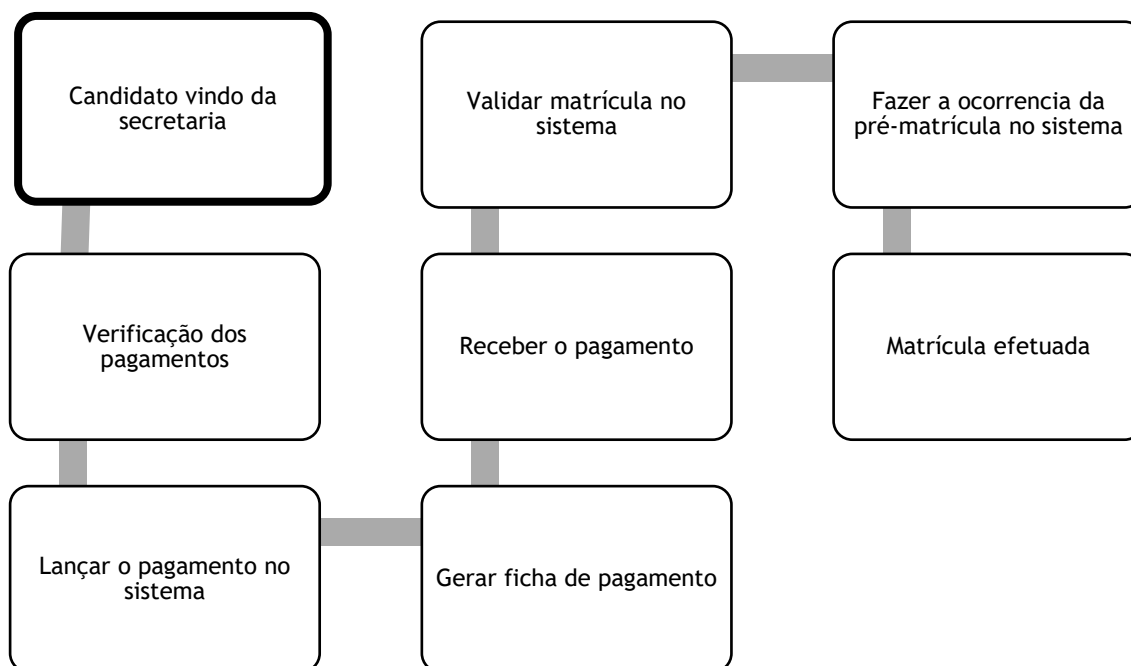 Candidato vindo da
secretaria
Verificação dos
pagamentos
Lançar o pagamento no
sistema
Gerar ficha de pagamento
Receber o pagamento
Validar matrícula no
sistema
Fazer a ocorrencia da
pré-matrícula no sistema
Matrícula efetuada